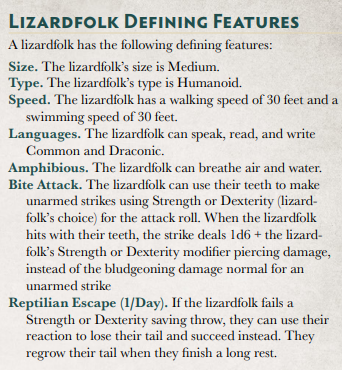 LIZARDFOLK DEFINING FEATURES
A lizardfolk has the following defining features:
Size. The lizardfolk's size is Medium.
Type. The lizardfolk's type is Humanoid.
Speed. The lizardfolk has a walking speed of 30 feet and a
swimming speed of 30 feet.
Languages. The lizardfolk can speak, read, and write
Common and Draconic.
Amphibious. The lizardfolk can breathe air and water.
Bite Attack. The lizardfolk can use their teeth to make
unarmed strikes using Strength or Dexterity (lizard-
folk's choice) for the attack roll. When the lizardfolk
hits with their teeth, the strike deals 1d6 + the lizard-
folk's Strength or Dexterity modifier piercing damage,
instead of the bludgeoning damage normal for an
unarmed strike
Reptilian Escape (1/Day). If the lizardfolk fails a
Strength or Dexterity saving throw, they can use their
reaction to lose their tail and succeed instead. They
regrow their tail when they finish a long rest.